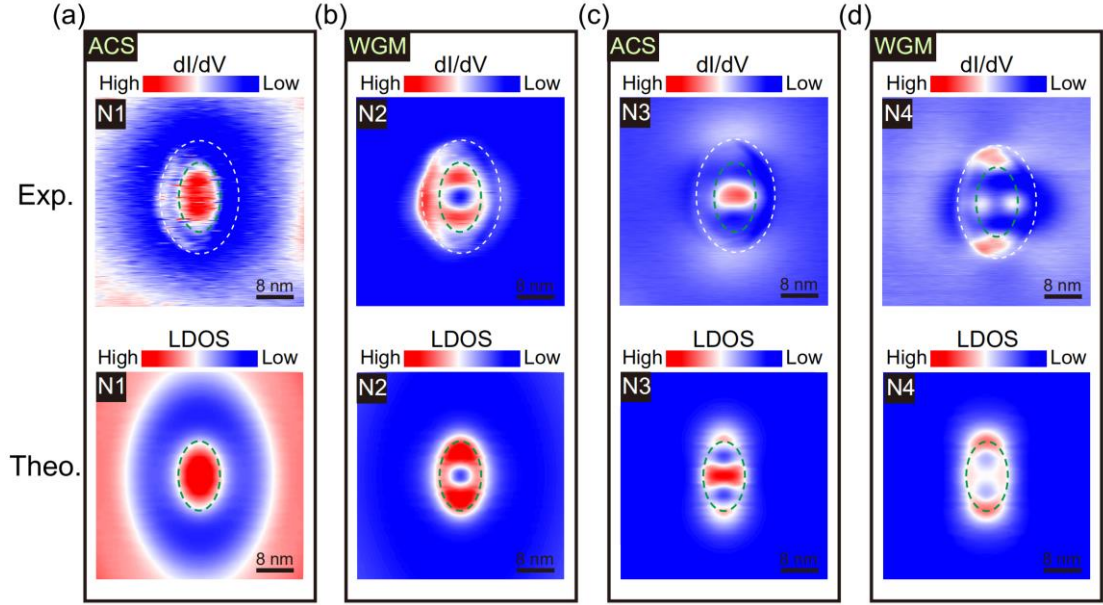 (a) (b) (c) (d)
ACS WGM ACS WGM
dI/dV dI/dV dI/dV dI/dV
High Low High Low High Low High Low
N1 N2 N3 N4
Exp.
8 nm 8 nm 8 nm 8 nm
LDOS LDOS LDOS LDOS
High Low High Low High Low High Low
N1 N2 N3 N4
Theo.
8 nm 8 nm 8 nm 8 nm